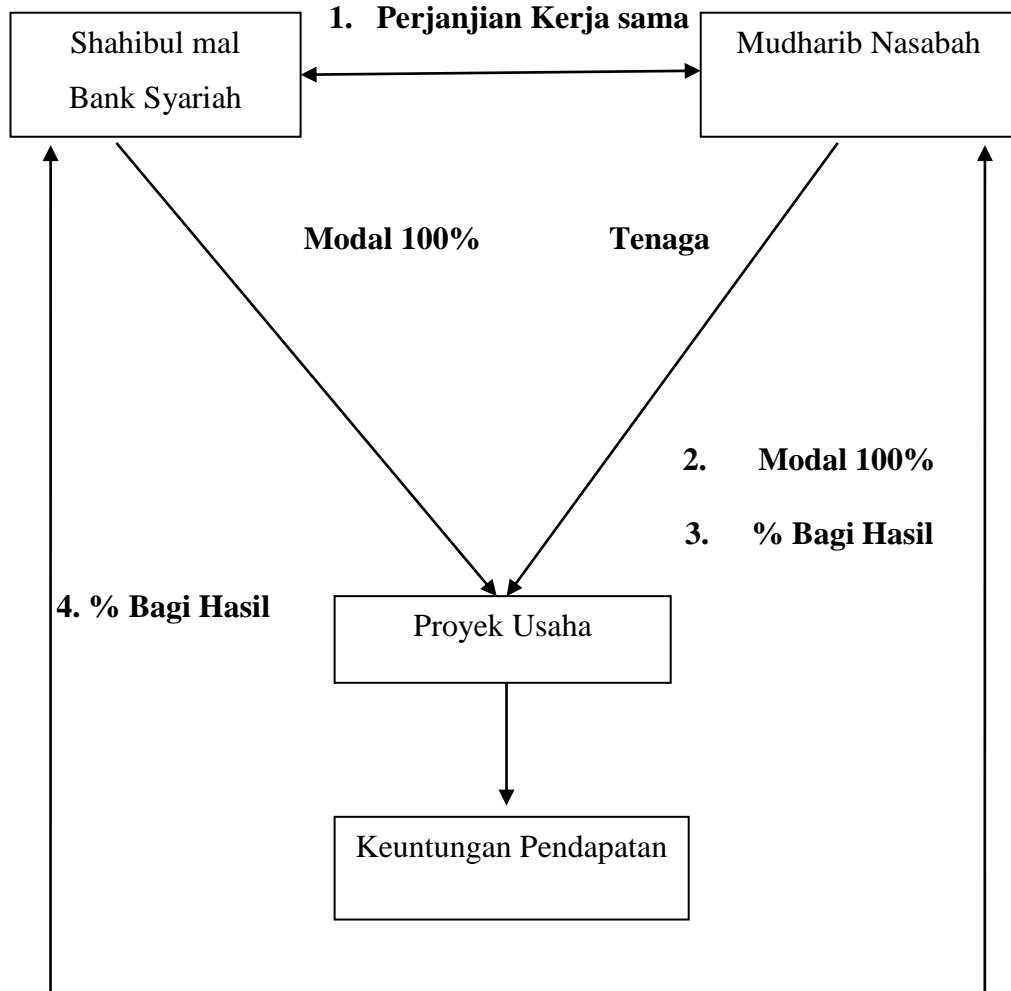 1. Perjanjian Kerja sama
Shahibul mal
Bank Syariah
Mudharib Nasabah
Modal 100%
Tenaga
2. Modal 100%
3. % Bagi Hasil
4. % Bagi Hasil
Proyek Usaha
Keuntungan Pendapatan